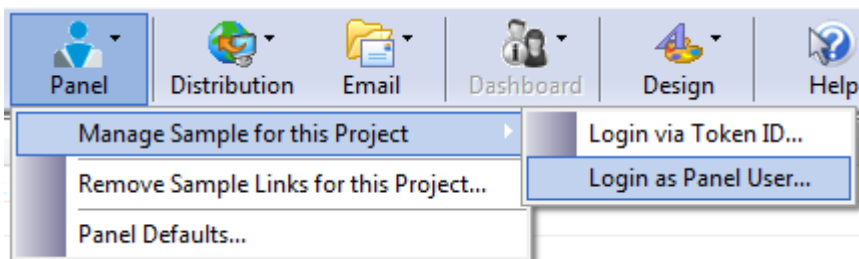 Panel
Distribution
Email
Dashboard
Design
Help
Manage Sample for this Project
Login via Token ID...
Login as Panel User...
Remove Sample Links for this Project...
Panel Defaults...